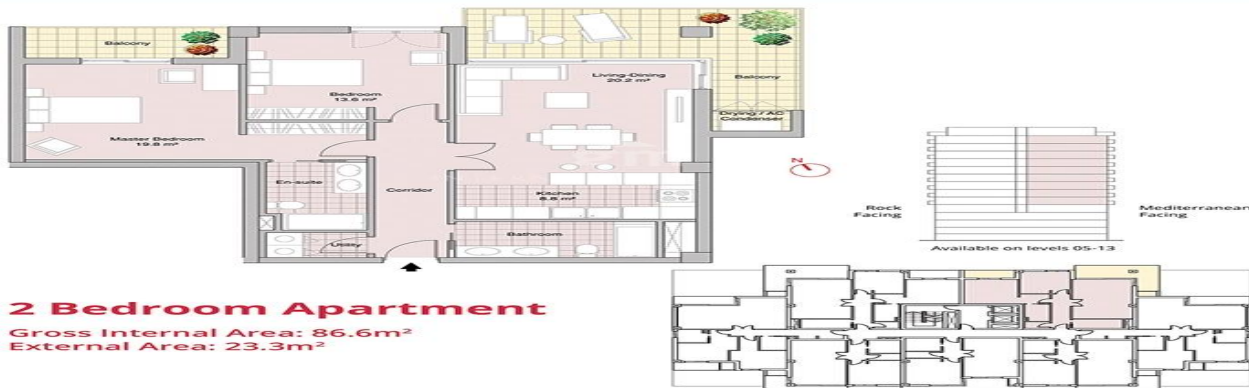 Balcony
Bedroom
13.6 m²
Living-Dining
20.2 m²
Balcony
Drying / AC
Condenser
Master Bedroom
19.8 m²
En-suite
Corridor
Kitchen
8.8 m²
Utility
Bathroom
N
Rock
Facing
Mediterranean
Facing
Available on levels 05-13
2 Bedroom Apartment
Gross Internal Area: 86.6m²
External Area: 23.3m²